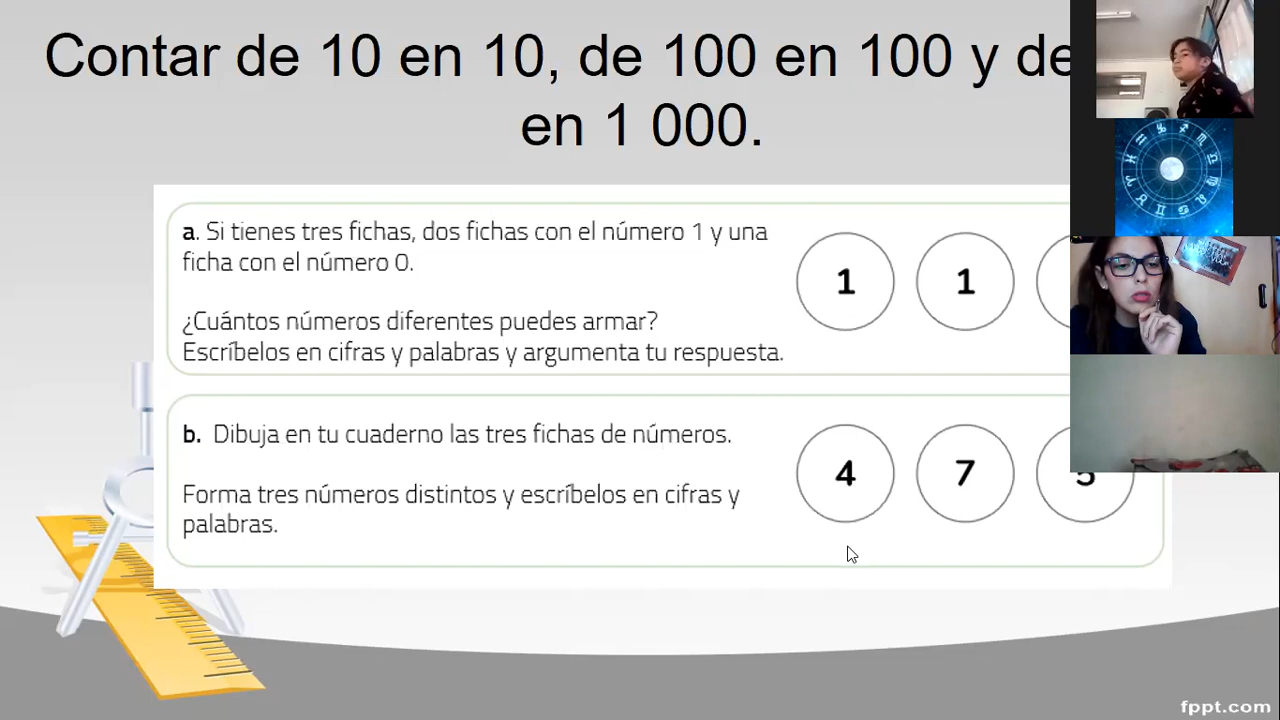 Contar de 10 en 10, de 100 en 100 y de
en 1 000.
a. Si tienes tres fichas, dos fichas con el número 1 y una
ficha con el número 0.
¿Cuántos números diferentes puedes armar?
Escríbelos en cifras y palabras y argumenta tu respuesta.
1 1
b. Dibuja en tu cuaderno las tres fichas de números.
Forma tres números distintos y escríbelos en cifras y
palabras.
4 7 5
fppt.com